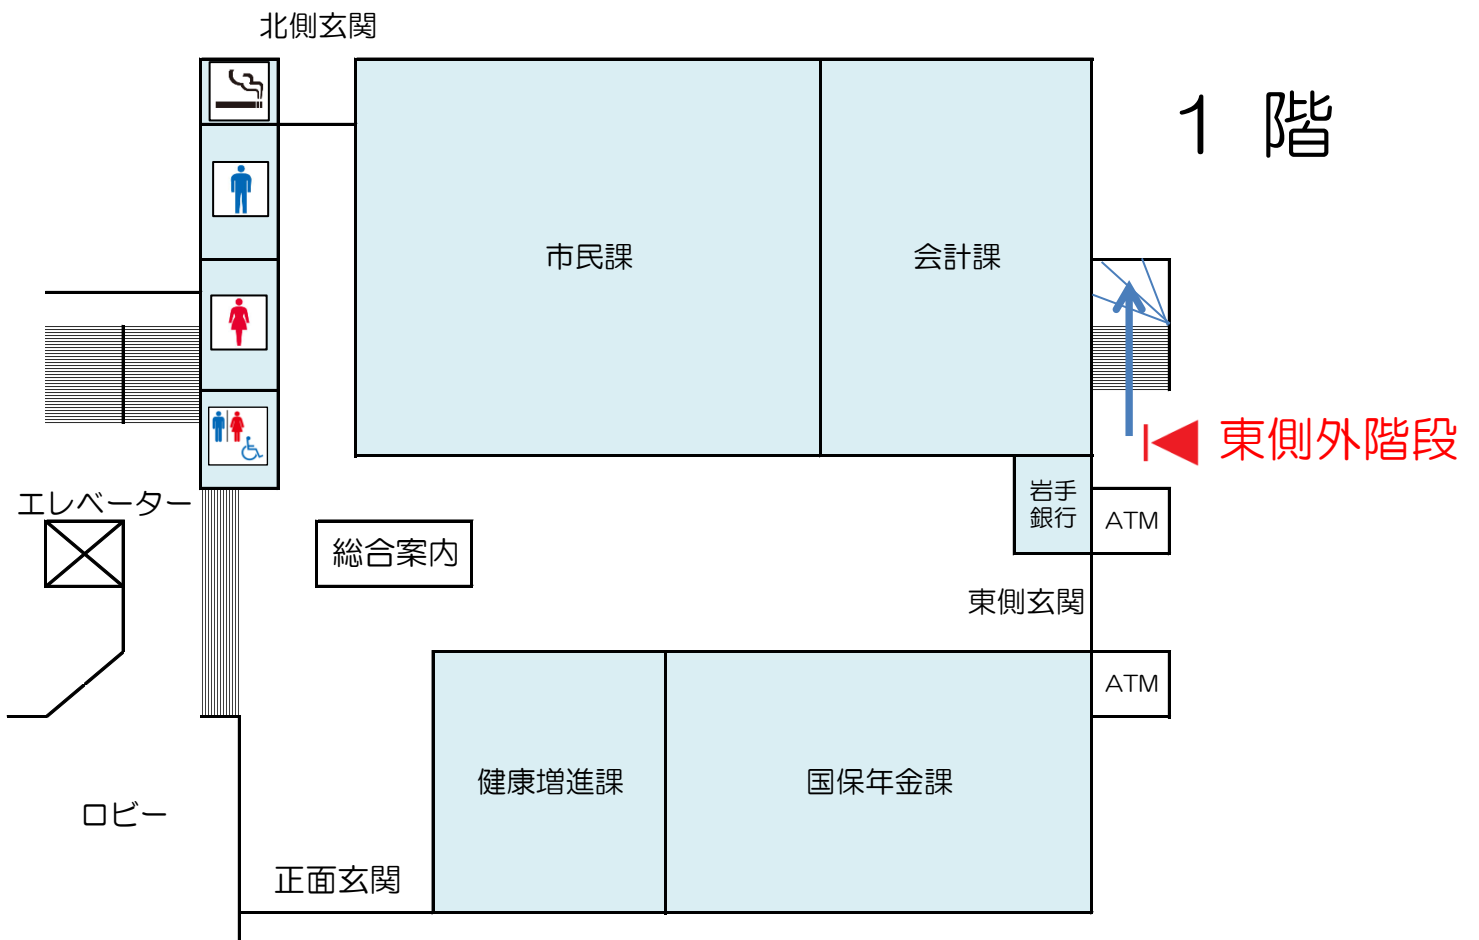 北側玄関
1 階
市民課
会計課
東側外階段
エレベーター
岩手
銀行
ATM
総合案内
東側玄関
ATM
健康増進課
国保年金課
ロビー
正面玄関